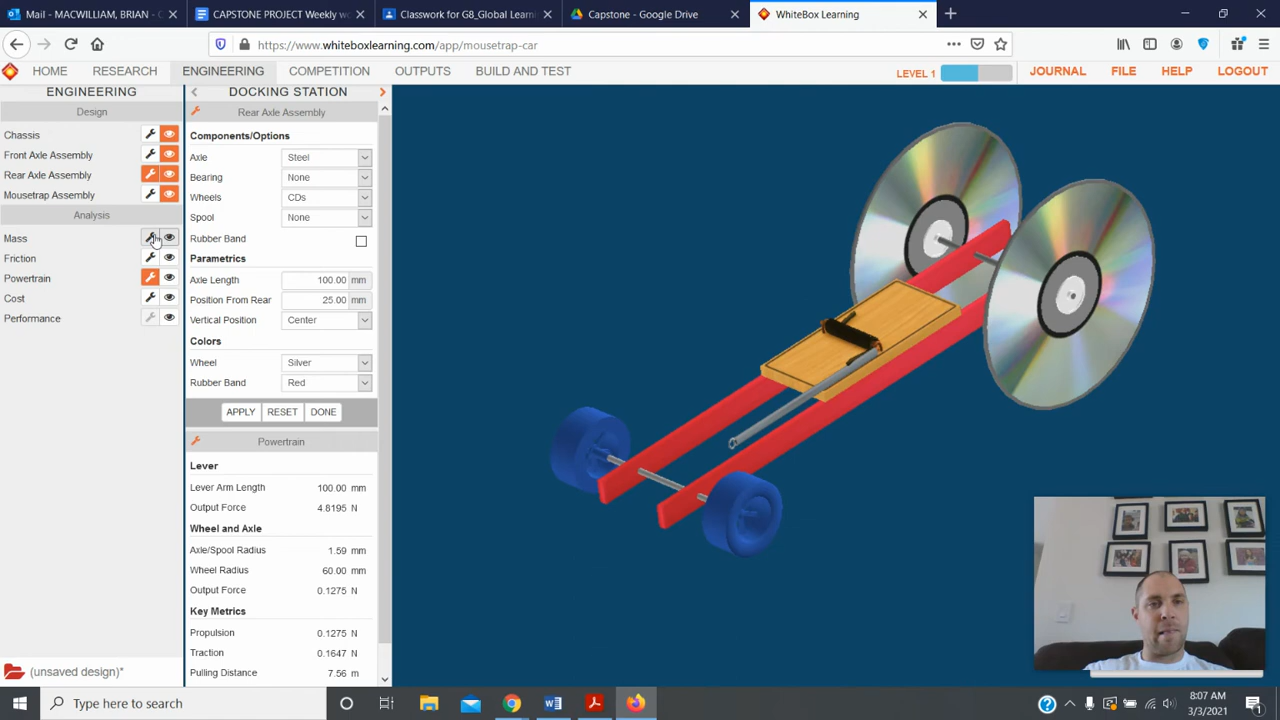 Mail - MACWILLIAM, BRIAN - O
CAPSTONE PROJECT Weekly w
Classwork for G8_Global Learni
Capstone - Google Drive
WhiteBox Learning
https://www.whiteboxlearning.com/app/mousetrap-car
HOME RESEARCH ENGINEERING COMPETITION OUTPUTS BUILD AND TEST LEVEL 1 JOURNAL FILE HELP LOGOUT
ENGINEERING
Design
Chassis
Front Axle Assembly
Rear Axle Assembly
Mousetrap Assembly
Analysis
Mass
Friction
Powertrain
Cost
Performance
(unsaved design)*
DOCKING STATION
Rear Axle Assembly
Components/Options
Axle Steel
Bearing None
Wheels CDs
Spool None
Rubber Band
Parametrics
Axle Length 100.00 mm
Position From Rear 25.00 mm
Vertical Position Center
Colors
Wheel Silver
Rubber Band Red
APPLY RESET DONE
Powertrain
Lever
Lever Arm Length 100.00 mm
Output Force 4.8195 N
Wheel and Axle
Axle/Spool Radius 1.59 mm
Wheel Radius 60.00 mm
Output Force 0.1275 N
Key Metrics
Propulsion 0.1275 N
Traction 0.1647 N
Pulling Distance 7.56 m
Type here to search
8:07 AM
3/3/2021